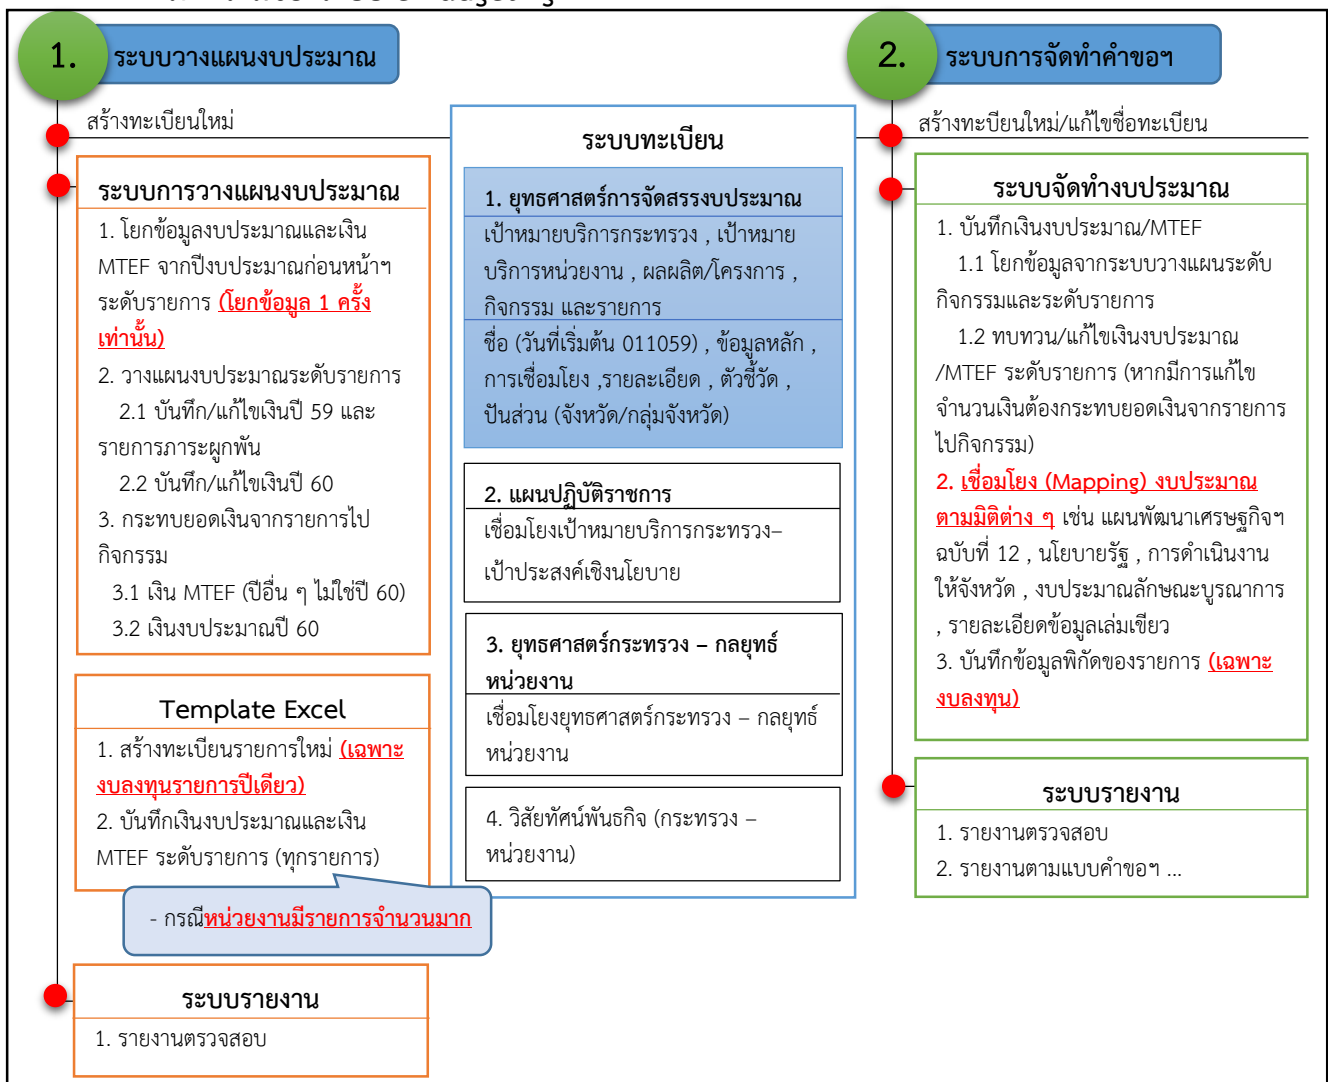 1.
ระบบวางแผนงบประมาณ
สร้างทะเบียนใหม่
ระบบการวางแผนงบประมาณ
1. โยกข้อมูลงบประมาณและเงิน
MTEF จากปีงบประมาณก่อนหน้าฯ
ระดับรายการ (โยกข้อมูล 1 ครั้ง
เท่านั้น)
2. วางแผนงบประมาณระดับรายการ
2.1 บันทึก/แก้ไขเงินปี 59 และ
รายการภาระผูกพัน
2.2 บันทึก/แก้ไขเงินปี 60
3. กระทบยอดเงินจากรายการไป
กิจกรรม
3.1 เงิน MTEF (ปีอื่น ๆ ไม่ใช่ปี 60)
3.2 เงินงบประมาณปี 60
Template Excel
1. สร้างทะเบียนรายการใหม่ (เฉพาะ
งบลงทุนรายการปีเดียว)
2. บันทึกเงินงบประมาณและเงิน
MTEF ระดับรายการ (ทุกรายการ)
- กรณีหน่วยงานมีรายการจำนวนมาก
ระบบรายงาน
1. รายงานตรวจสอบ
ระบบทะเบียน
1. ยุทธศาสตร์การจัดสรรงบประมาณ
เป้าหมายบริการกระทรวง , เป้าหมาย
บริการหน่วยงาน , ผลผลิต/โครงการ ,
กิจกรรม และรายการ
ชื่อ (วันที่เริ่มต้น 011059) , ข้อมูลหลัก ,
การเชื่อมโยง ,รายละเอียด , ตัวชี้วัด ,
ปันส่วน (จังหวัด/กลุ่มจังหวัด)
2. แผนปฏิบัติราชการ
เชื่อมโยงเป้าหมายบริการกระทรวง–
เป้าประสงค์เชิงนโยบาย
3. ยุทธศาสตร์กระทรวง – กลยุทธ์
หน่วยงาน
เชื่อมโยงยุทธศาสตร์กระทรวง – กลยุทธ์
หน่วยงาน
4. วิสัยทัศน์พันธกิจ (กระทรวง –
หน่วยงาน)
2.
ระบบการจัดทำคำขอฯ
สร้างทะบียนใหม่/แก้ไขชื่อทะเบียน
ระบบจัดทำงบประมาณ
1. บันทึกเงินงบประมาณ/MTEF
1.1 โยกข้อมูลจากระบบวางแผนระดับ
กิจกรรมและระดับรายการ
1.2 ทบทวน/แก้ไขเงินงบประมาณ
/MTEF ระดับรายการ (หากมีการแก้ไข
จำนวนเงินต้องกระทบยอดเงินจากรายการ
ไปกิจกรรม)
2. เชื่อมโยง (Mapping) งบประมาณ
ตามมิติต่าง ๆ เช่น แผนพัฒนาเศรษฐกิจฯ
ฉบับที่ 12 , นโยบายรัฐ , การดำเนินงาน
ให้จังหวัด , งบประมาณลักษณะบูรณาการ
, รายละเอียดข้อมูลเล่มเขียว
3. บันทึกข้อมูลพิกัดของรายการ (เฉพาะ
งบลงทุน)
ระบบรายงาน
1. รายงานตรวจสอบ
2. รายงานตามแบบคำขอฯ ...